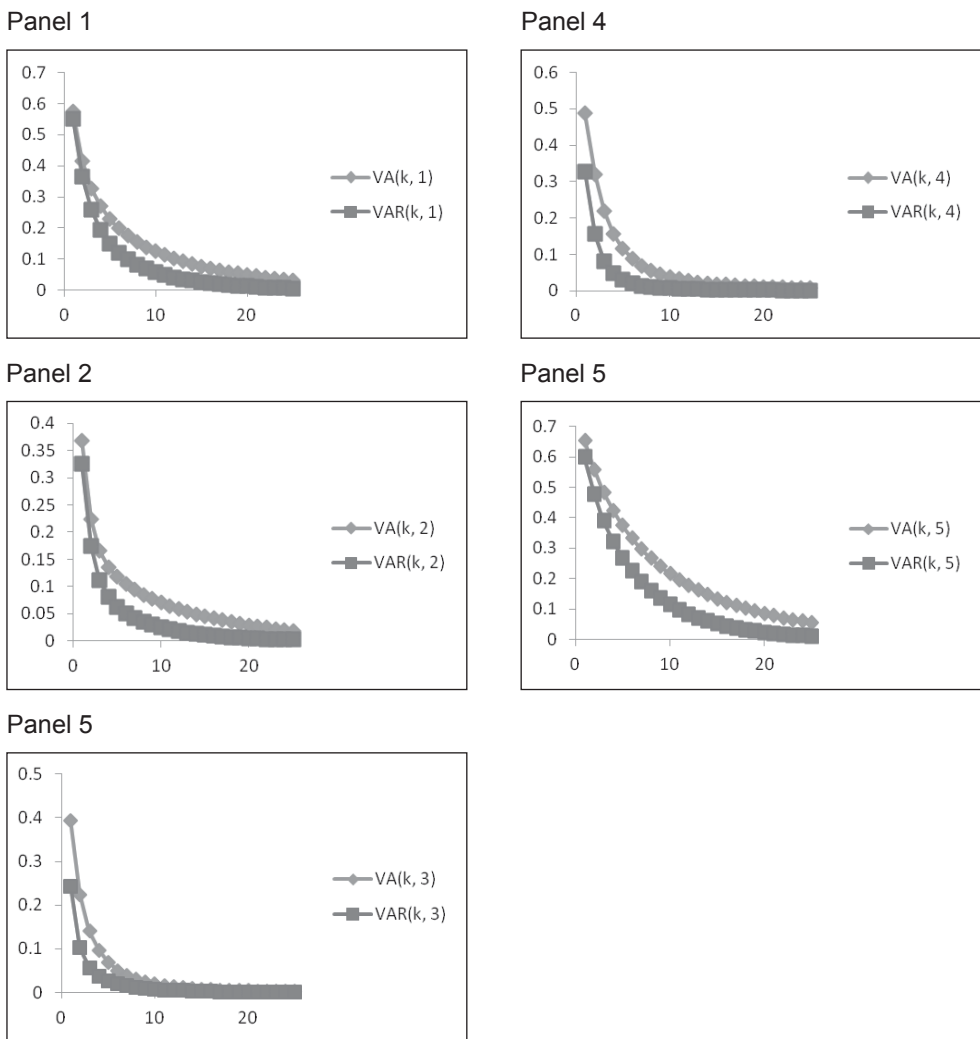 Panel 1
0.7
0.6
0.5
0.4
0.3
0.2
0.1
0
0 10 20
VA(k, 1)
VAR(k, 1)
Panel 4
0.6
0.5
0.4
0.3
0.2
0.1
0
0 10 20
VA(k, 4)
VAR(k, 4)
Panel 2
0.4
0.35
0.3
0.25
0.2
0.15
0.1
0.05
0
0 10 20
VA(k, 2)
VAR(k, 2)
Panel 5
0.7
0.6
0.5
0.4
0.3
0.2
0.1
0
0 10 20
VA(k, 5)
VAR(k, 5)
Panel 5
0.5
0.4
0.3
0.2
0.1
0
0 10 20
VA(k, 3)
VAR(k, 3)